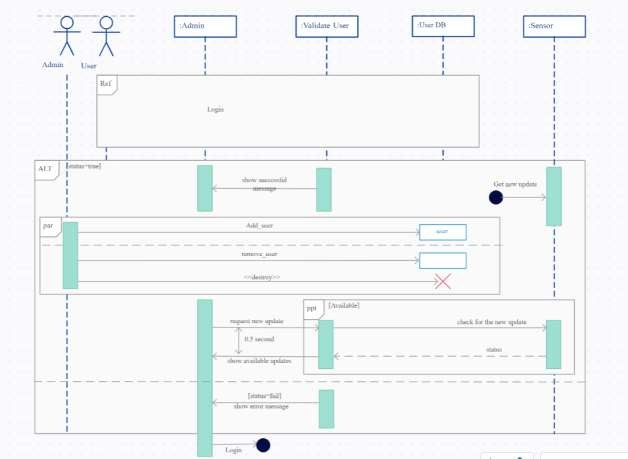 :Admin
:Validate User
:User DB
:Sensor
Admin
User
Ref
Login
ALT
[status=true]
show successful
message
Get new update
par
Add_user
user
remove_user
<<destroy>>
ppt
[Available]
request new update
check for the new update
0.5 second
status
show available updates
[status=fail]
show error message
Login